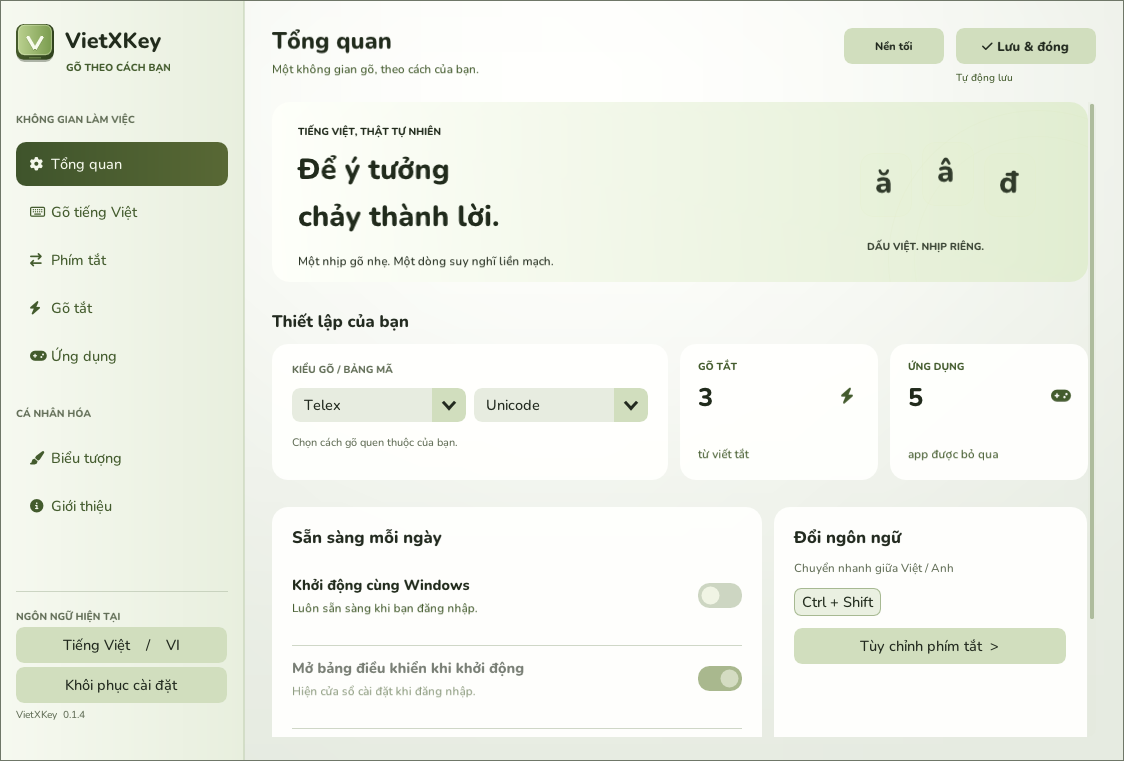 VietXKey
GÕ THEO CÁCH BẠN
KHÔNG GIAN LÀM VIỆC
Tổng quan
Gõ tiếng Việt
Phím tắt
Gõ tắt
Ứng dụng
CÁ NHÂN HÓA
Biểu tượng
Giới thiệu
NGÔN NGỮ HIỆN TẠI
Tiếng Việt / VI
Khôi phục cài đặt
VietXKey 0.1.4
Tổng quan
Một không gian gõ, theo cách của bạn.
Nền tối
Lưu & đóng
Tự động lưu
TIẾNG VIỆT, THẬT TỰ NHIÊN
Để ý tưởng
chảy thành lời.
Một nhịp gõ nhẹ. Một dòng suy nghĩ liền mạch.
ă â đ
DẤU VIỆT. NHỊP RIÊNG.
Thiết lập của bạn
KIỂU GÕ / BẢNG MÃ
Telex
Unicode
Chọn cách gõ quen thuộc của bạn.
GÕ TẮT
3
từ viết tắt
ỨNG DỤNG
5
app được bỏ qua
Sẵn sàng mỗi ngày
Khởi động cùng Windows
Luôn sẵn sàng khi bạn đăng nhập.
Mở bảng điều khiển khi khởi động
Hiện cửa sổ cài đặt khi đăng nhập.
Đổi ngôn ngữ
Chuyển nhanh giữa Việt / Anh
Ctrl + Shift
Tùy chỉnh phím tắt >